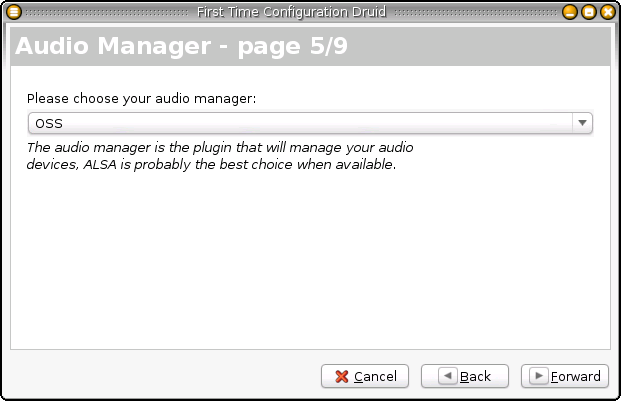 First Time Configuration Druid
Audio Manager - page 5/9
Please choose your audio manager:
OSS
The audio manager is the plugin that will manage your audio
devices, ALSA is probably the best choice when available.
Cancel
Back
Forward